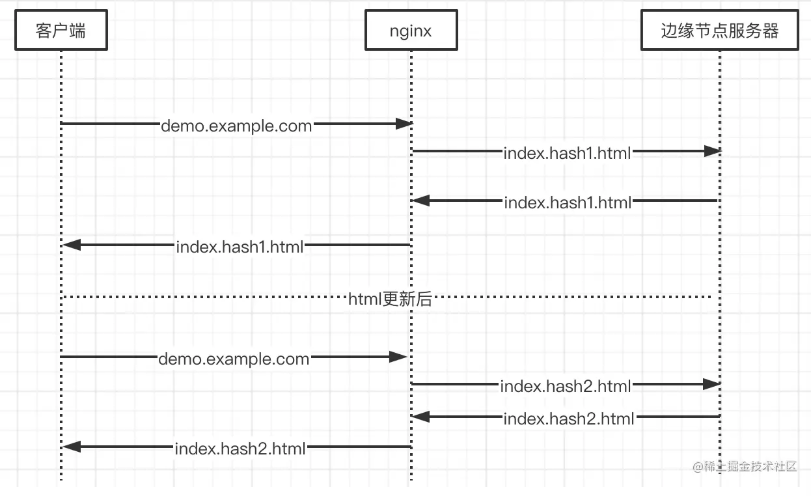 客户端
nginx
边缘节点服务器
demo.example.com
index.hash1.html
index.hash1.html
index.hash1.html
html更新后
demo.example.com
index.hash2.html
index.hash2.html
index.hash2.html
@稀土掘金技术社区